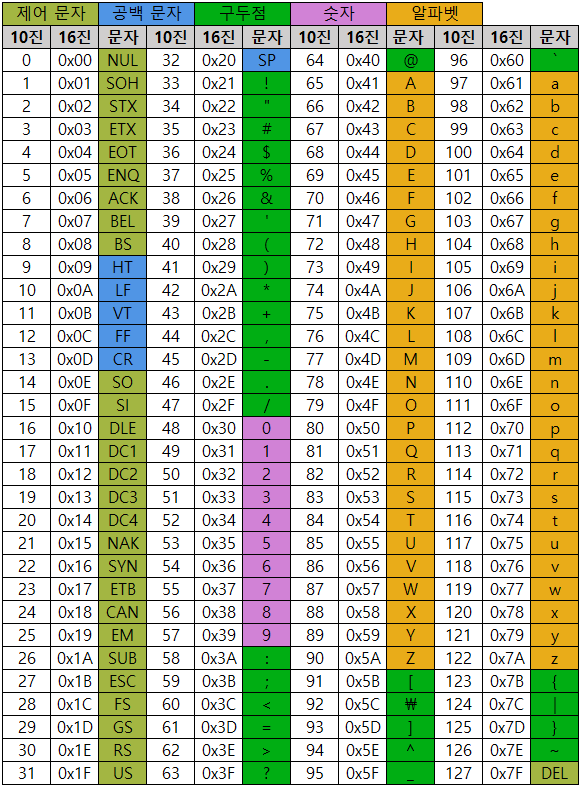 제어 문자 공백 문자 구두점 숫자 알파벳
10진 16진 문자 10진 16진 문자 10진 16진 문자 10진 16진 문자
0 0x00 NUL 32 0x20 SP 64 0x40 @ 96 0x60 `
1 0x01 SOH 33 0x21 ! 65 0x41 A 97 0x61 a
2 0x02 STX 34 0x22 " 66 0x42 B 98 0x62 b
3 0x03 ETX 35 0x23 # 67 0x43 C 99 0x63 c
4 0x04 EOT 36 0x24 $ 68 0x44 D 100 0x64 d
5 0x05 ENQ 37 0x25 % 69 0x45 E 101 0x65 e
6 0x06 ACK 38 0x26 & 70 0x46 F 102 0x66 f
7 0x07 BEL 39 0x27 ' 71 0x47 G 103 0x67 g
8 0x08 BS 40 0x28 ( 72 0x48 H 104 0x68 h
9 0x09 HT 41 0x29 ) 73 0x49 I 105 0x69 i
10 0x0A LF 42 0x2A * 74 0x4A J 106 0x6A j
11 0x0B VT 43 0x2B + 75 0x4B K 107 0x6B k
12 0x0C FF 44 0x2C , 76 0x4C L 108 0x6C l
13 0x0D CR 45 0x2D - 77 0x4D M 109 0x6D m
14 0x0E SO 46 0x2E . 78 0x4E N 110 0x6E n
15 0x0F SI 47 0x2F / 79 0x4F O 111 0x6F o
16 0x10 DLE 48 0x30 0 80 0x50 P 112 0x70 p
17 0x11 DC1 49 0x31 1 81 0x51 Q 113 0x71 q
18 0x12 DC2 50 0x32 2 82 0x52 R 114 0x72 r
19 0x13 DC3 51 0x33 3 83 0x53 S 115 0x73 s
20 0x14 DC4 52 0x34 4 84 0x54 T 116 0x74 t
21 0x15 NAK 53 0x35 5 85 0x55 U 117 0x75 u
22 0x16 SYN 54 0x36 6 86 0x56 V 118 0x76 v
23 0x17 ETB 55 0x37 7 87 0x57 W 119 0x77 w
24 0x18 CAN 56 0x38 8 88 0x58 X 120 0x78 x
25 0x19 EM 57 0x39 9 89 0x59 Y 121 0x79 y
26 0x1A SUB 58 0x3A : 90 0x5A Z 122 0x7A z
27 0x1B ESC 59 0x3B ; 91 0x5B [ 123 0x7B {
28 0x1C FS 60 0x3C < 92 0x5C ₩ 124 0x7C |
29 0x1D GS 61 0x3D = 93 0x5D ] 125 0x7D }
30 0x1E RS 62 0x3E > 94 0x5E ^ 126 0x7E ~
31 0x1F US 63 0x3F ? 95 0x5F _ 127 0x7F DEL